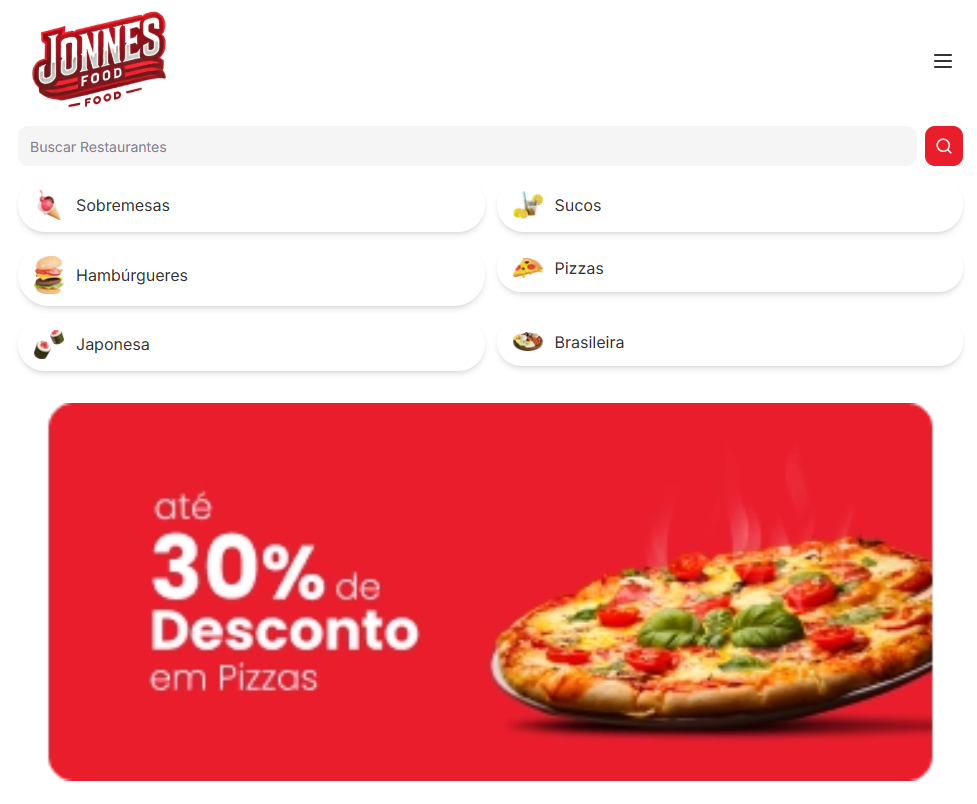 JONNES
FOOD
FOOD
Buscar Restaurantes
Sobremesas
Sucos
Hambúrgueres
Pizzas
Japonesa
Brasileira
até
30% de
Desconto
em Pizzas